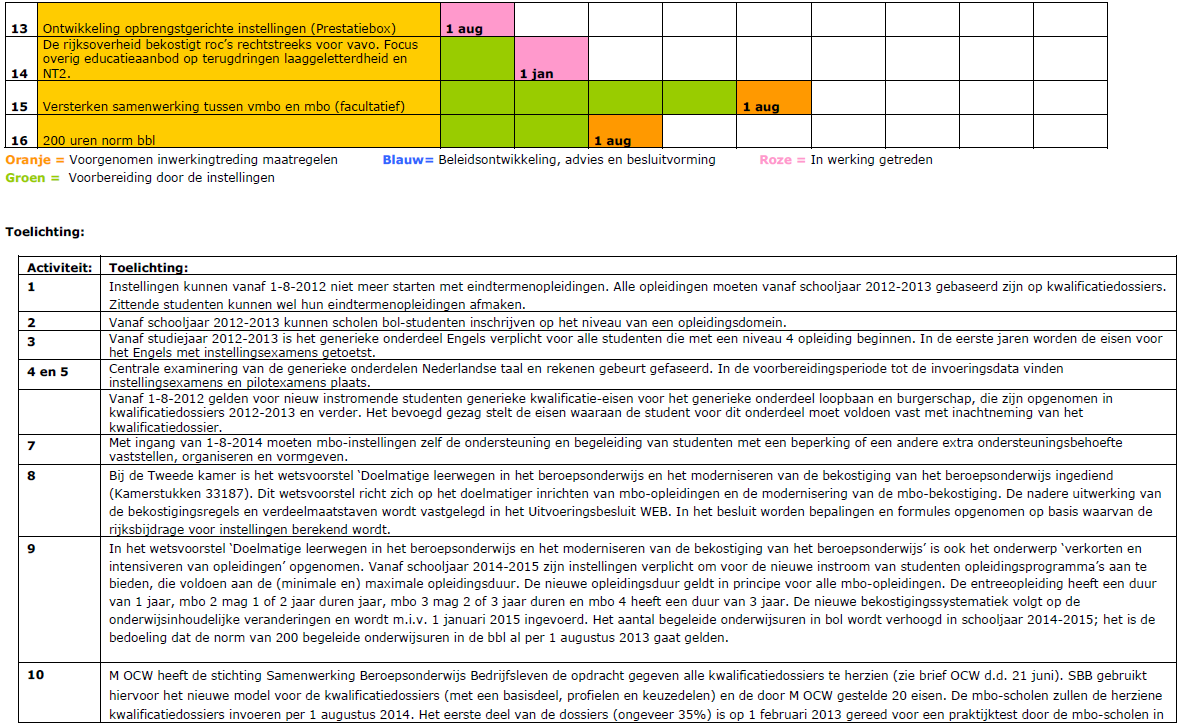 13 Ontwikkeling opbrengstgerichte instellingen (Prestatiebox) 1 aug
De rijksoverheid bekostigt roc’s rechtstreeks voor vavo. Focus
overig educatieaanbod op terugdringen laaggeletterdheid en
14 NT2. 1 jan
15 Versterken samenwerking tussen vmbo en mbo (facultatief) 1 aug
16 200 uren norm bbl 1 aug
Oranje = Voorgenomen inwerkingtreding maatregelen Blauw= Beleidsontwikkeling, advies en besluitvorming Roze = In werking getreden
Groen = Voorbereiding door de instellingen
Toelichting:
Activiteit: Toelichting:
1 Instellingen kunnen vanaf 1-8-2012 niet meer starten met eindtermenopleidingen. Alle opleidingen moeten vanaf schooljaar 2012-2013 gebaseerd zijn op kwalificatiedossiers.
Zittende studenten kunnen wel hun eindtermenopleidingen afmaken.
2 Vanaf schooljaar 2012-2013 kunnen scholen bol-studenten inschrijven op het niveau van een opleidingsdomein.
3 Vanaf studiejaar 2012-2013 is het generieke onderdeel Engels verplicht voor alle studenten die met een niveau 4 opleiding beginnen. In de eerste jaren worden de eisen voor
het Engels met instellingsexamens getoetst.
4 en 5 Centrale examinering van de generieke onderdelen Nederlandse taal en rekenen gebeurt gefaseerd. In de voorbereidingsperiode tot de invoeringsdata vinden
instellingsexamens en pilotexamens plaats.
Vanaf 1-8-2012 gelden voor nieuw instromende studenten generieke kwalificatie-eisen voor het generieke onderdeel loopbaan en burgerschap, die zijn opgenomen in
kwalificatiedossiers 2012-2013 en verder. Het bevoegd gezag stelt de eisen waaraan de student voor dit onderdeel moet voldoen vast met inachtneming van het
kwalificatiedossier.
7 Met ingang van 1-8-2014 moeten mbo-instellingen zelf de ondersteuning en begeleiding van studenten met een beperking of een andere extra ondersteuningsbehoefte
vaststellen, organiseren en vormgeven.
8 Bij de Tweede kamer is het wetsvoorstel ‘Doelmatige leerwegen in het beroepsonderwijs en het moderniseren van de bekostiging van het beroepsonderwijs ingediend
(Kamerstukken 33187). Dit wetsvoorstel richt zich op het doelmatiger inrichten van mbo-opleidingen en de modernisering van de mbo-bekostiging. De nadere uitwerking van
de bekostigingsregels en verdeelmaatstaven wordt vastgelegd in het Uitvoeringsbesluit WEB. In het besluit worden bepalingen en formules opgenomen op basis waarvan de
rijksbijdrage voor instellingen berekend wordt.
9 In het wetsvoorstel ‘Doelmatige leerwegen in het beroepsonderwijs en het moderniseren van de bekostiging van het beroepsonderwijs’ is ook het onderwerp ‘verkorten en
intensiveren van opleidingen’ opgenomen. Vanaf schooljaar 2014-2015 zijn instellingen verplicht om voor de nieuwe instroom van studenten opleidingsprogramma’s aan te
bieden, die voldoen aan de (minimale en) maximale opleidingsduur. De nieuwe opleidingsduur geldt in principe voor alle mbo-opleidingen. De entreeopleiding heeft een duur
van 1 jaar, mbo 2 mag 1 of 2 jaar duren jaar, mbo 3 mag 2 of 3 jaar duren en mbo 4 heeft een duur van 3 jaar. De nieuwe bekostigingssystematiek volgt op de
onderwijsinhoudelijke veranderingen en wordt m.i.v. 1 januari 2015 ingevoerd. Het aantal begeleide onderwijsuren in bol wordt verhoogd in schooljaar 2014-2015; het is de
bedoeling dat de norm van 200 begeleide onderwijsuren in de bbl al per 1 augustus 2013 gaat gelden.
10 M OCW heeft de stichting Samenwerking Beroepsonderwijs Bedrijfsleven de opdracht gegeven alle kwalificatiedossiers te herzien (zie brief OCW d.d. 21 juni). SBB gebruikt
hiervoor het nieuwe model voor de kwalificatiedossiers (met een basisdeel, profielen en keuzedelen) en de door M OCW gestelde 20 eisen. De mbo-scholen zullen de herziene
kwalificatiedossiers invoeren per 1 augustus 2014. Het eerste deel van de dossiers (ongeveer 35%) is op 1 februari 2013 gereed voor een praktijktest door de mbo-scholen in